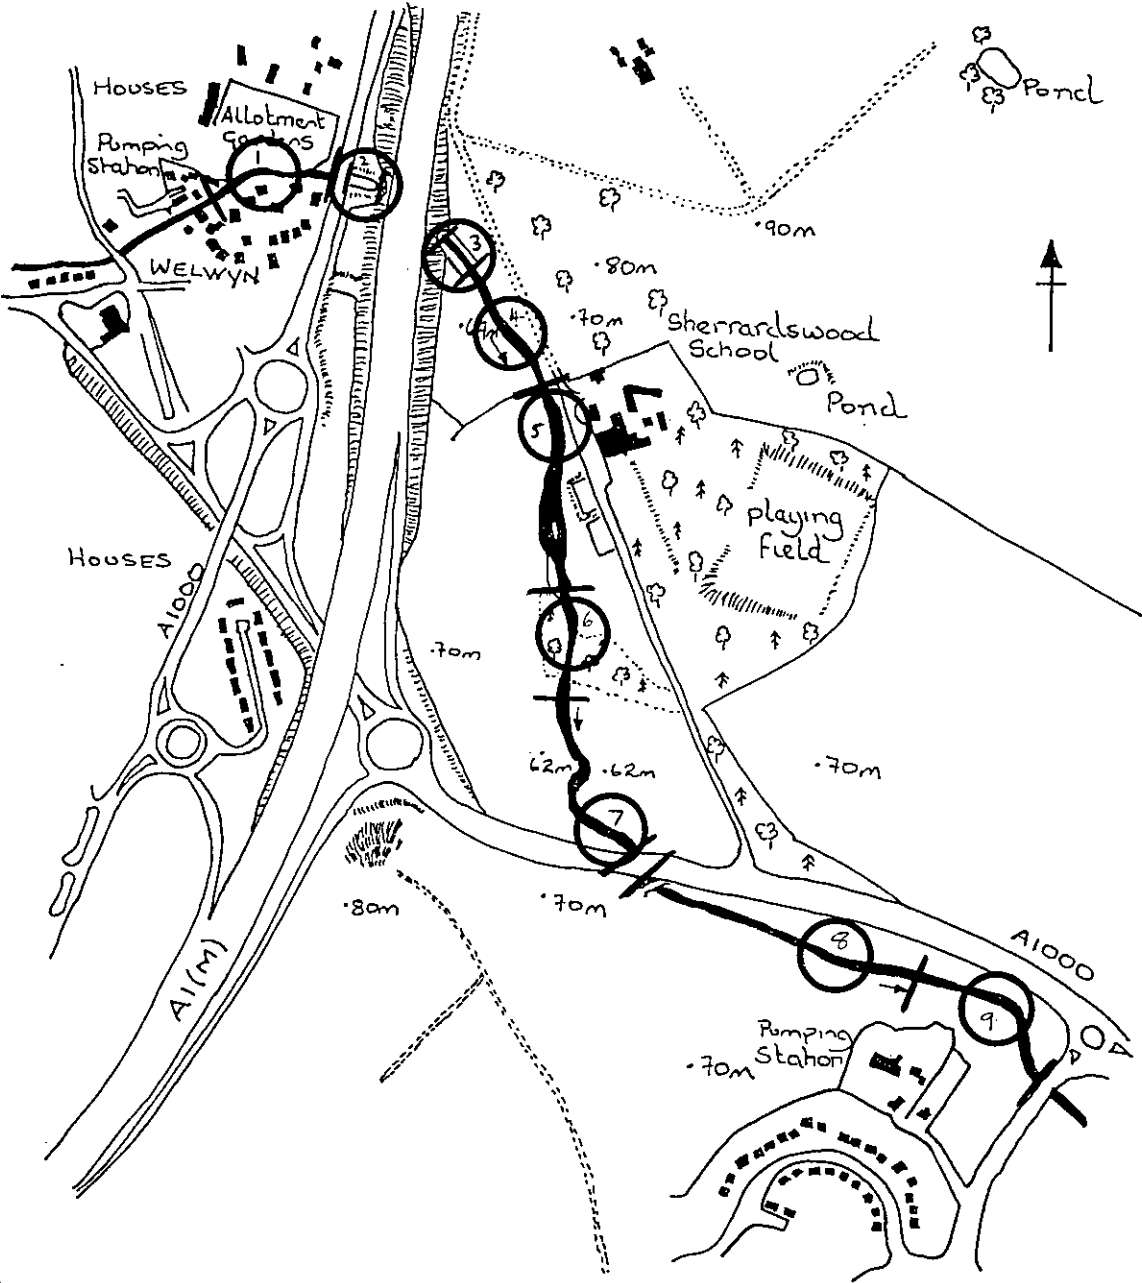 HOUSES
Allotment
Gardens
Pumping
Station
1
2
WELWYN
Pond
.90m
3
.80m
4
.67m
.70m
Sherrardswood
School
Pond
5
playing
field
HOUSES
A1000
6
.70m
.62m
.62m
.70m
7
.80m
.70m
8
A1000
A1(M)
9
Pumping
Station
.70m